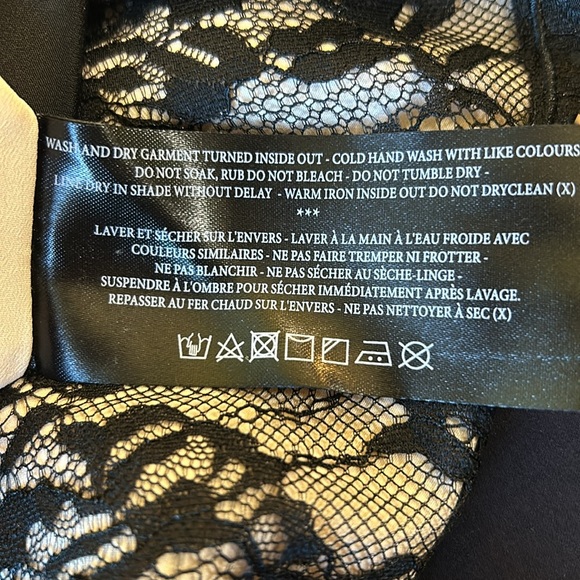 WASH AND DRY GARMENT TURNED INSIDE OUT - COLD HAND WASH WITH LIKE COLOURS
DO NOT SOAK, RUB DO NOT BLEACH - DO NOT TUMBLE DRY -
LINE DRY IN SHADE WITHOUT DELAY - WARM IRON INSIDE OUT DO NOT DRYCLEAN (X)
***
LAVER ET SÉCHER SUR L'ENVERS - LAVER À LA MAIN À L'EAU FROIDE AVEC
COULEURS SIMILAIRES - NE PAS FAIRE TREMPER NI FROTTER -
NE PAS BLANCHIR - NE PAS SÉCHER AU SÈCHE-LINGE -
SUSPENDRE À L'OMBRE POUR SÉCHER IMMÉDIATEMENT APRÈS LAVAGE.
REPASSER AU FER CHAUD SUR L'ENVERS - NE PAS NETTOYER À SEC (X)